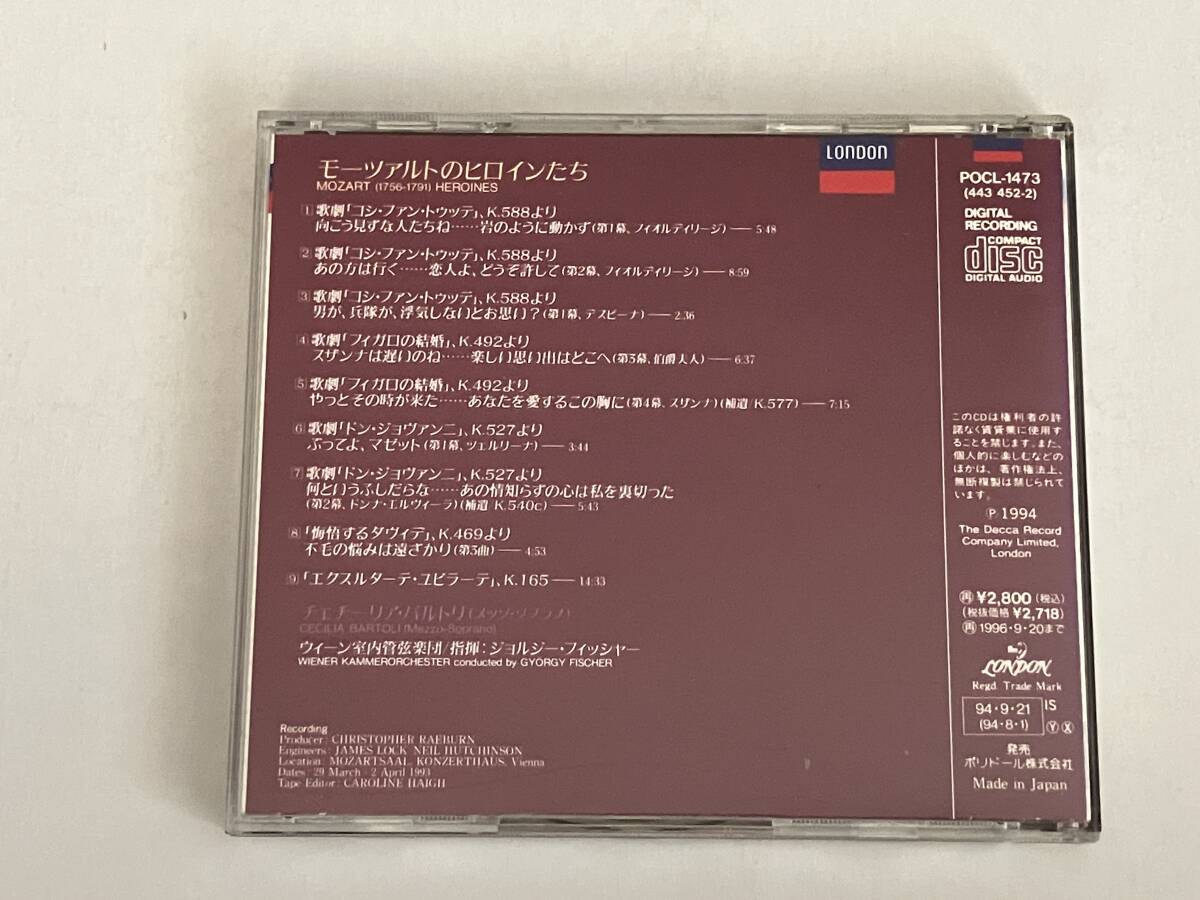 モーツァルトのヒロインたち
MOZART (1756-1791) HEROINES
1 歌劇「コシ・ファン・トゥッテ」、K.588より
向こう見ずな人たちね……岩のように動かず(第1幕、フィオルディリージ)── 5:48
2 歌劇「コシ・ファン・トゥッテ」、K.588より
あの方は行く……恋人よ、どうぞ許して(第2幕、フィオルディリージ)── 8:59
3 歌劇「コシ・ファン・トゥッテ」、K.588より
男が、兵隊が、浮気しないとお思い?(第1幕、デスピーナ)── 2:36
4 歌劇「フィガロの結婚」、K.492より
スザンナは遅いのね……楽しい思い出はどこへ(第3幕、伯爵夫人)── 6:37
5 歌劇「フィガロの結婚」、K.492より
やっとその時が来た……あなたを愛するこの胸に(第4幕、スザンナ)(補遺/K.577)── 7:15
6 歌劇「ドン・ジョヴァンニ」、K.527より
ぶってよ、マゼット(第1幕、ツェルリーナ)── 3:44
7 歌劇「ドン・ジョヴァンニ」、K.527より
何というふしだらな……あの情知らずの心は私を裏切った
(第2幕、ドンナ・エルヴィーラ)(補遺/K.540c)── 5:43
8 「悔悟するダヴィデ」、K.469より
不毛の悩みは遠ざかり(第3曲)── 4:53
9 「エクスルターテ・ユビラーテ」、K.165── 14:33
チェチーリア・バルトリ(メッゾ・ソプラノ)
CECILIA BARTOLI (Mezzo-Soprano)
ウィーン室内管弦楽団/指揮:ジョルジー・フィッシャー
WIENER KAMMERORCHESTER conducted by GYÖRGY FISCHER
Recording
Producer: CHRISTOPHER RAEBURN
Engineers: JAMES LOCK NEIL HUTCHINSON
Location: MOZARTSAAL, KONZERTHAUS, Vienna
Dates: 29 March - 2 April 1993
Tape Editor: CAROLINE HAIGH
LONDON
POCL-1473
(443 452-2)
DIGITAL
RECORDING
COMPACT
disc
DIGITAL AUDIO
このCDは権利者の許
諾なく賃貸業に使用す
ることを禁じます。また、
個人的に楽しむなどの
ほかは、著作権法上、
無断複製は禁じられて
います。
Ⓟ 1994
The Decca Record
Company Limited,
London
再 ¥2,800(税込)
(税抜価格 ¥2,718)
再 1996・9・20まで
LONDON
Regd. Trade Mark
94・9・21 IS
(94・8・1) Ⓨ Ⓧ
発売
ポリドール株式会社
Made in Japan